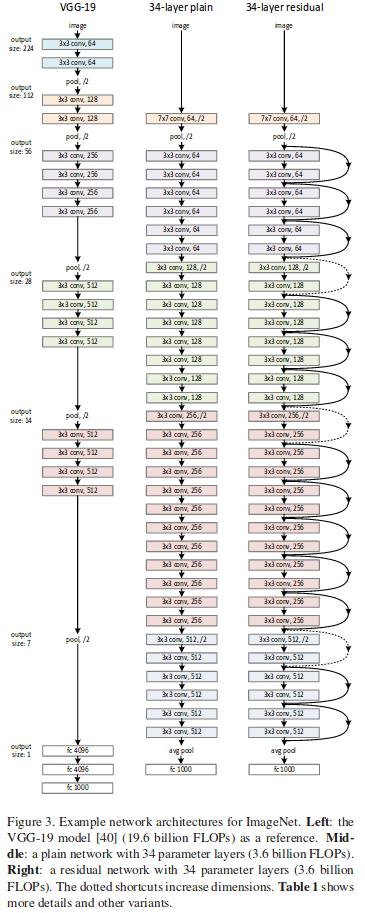 VGG-19
image
output
size: 224
3x3 conv, 64
3x3 conv, 64
output
size: 112
pool, /2
3x3 conv, 128
3x3 conv, 128
pool, /2
output
size: 56
3x3 conv, 256
3x3 conv, 256
3x3 conv, 256
3x3 conv, 256
output
size: 28
pool, /2
3x3 conv, 512
3x3 conv, 512
3x3 conv, 512
3x3 conv, 512
output
size: 14
pool, /2
3x3 conv, 512
3x3 conv, 512
3x3 conv, 512
3x3 conv, 512
output
size: 7
pool, /2
output
size: 1
fc 4096
fc 4096
fc 1000
34-layer plain
image
7x7 conv, 64, /2
pool, /2
3x3 conv, 64
3x3 conv, 64
3x3 conv, 64
3x3 conv, 64
3x3 conv, 64
3x3 conv, 64
3x3 conv, 128, /2
3x3 conv, 128
3x3 conv, 128
3x3 conv, 128
3x3 conv, 128
3x3 conv, 128
3x3 conv, 128
3x3 conv, 128
3x3 conv, 256, /2
3x3 conv, 256
3x3 conv, 256
3x3 conv, 256
3x3 conv, 256
3x3 conv, 256
3x3 conv, 256
3x3 conv, 256
3x3 conv, 256
3x3 conv, 256
3x3 conv, 256
3x3 conv, 256
3x3 conv, 512, /2
3x3 conv, 512
3x3 conv, 512
3x3 conv, 512
3x3 conv, 512
3x3 conv, 512
avg pool
fc 1000
34-layer residual
image
7x7 conv, 64, /2
pool, /2
3x3 conv, 64
3x3 conv, 64
3x3 conv, 64
3x3 conv, 64
3x3 conv, 64
3x3 conv, 64
3x3 conv, 128, /2
3x3 conv, 128
3x3 conv, 128
3x3 conv, 128
3x3 conv, 128
3x3 conv, 128
3x3 conv, 128
3x3 conv, 128
3x3 conv, 256, /2
3x3 conv, 256
3x3 conv, 256
3x3 conv, 256
3x3 conv, 256
3x3 conv, 256
3x3 conv, 256
3x3 conv, 256
3x3 conv, 256
3x3 conv, 256
3x3 conv, 256
3x3 conv, 256
3x3 conv, 512, /2
3x3 conv, 512
3x3 conv, 512
3x3 conv, 512
3x3 conv, 512
3x3 conv, 512
avg pool
fc 1000
Figure 3. Example network architectures for ImageNet. Left: the
VGG-19 model [40] (19.6 billion FLOPs) as a reference. Mid-
dle: a plain network with 34 parameter layers (3.6 billion FLOPs).
Right: a residual network with 34 parameter layers (3.6 billion
FLOPs). The dotted shortcuts increase dimensions. Table 1 shows
more details and other variants.